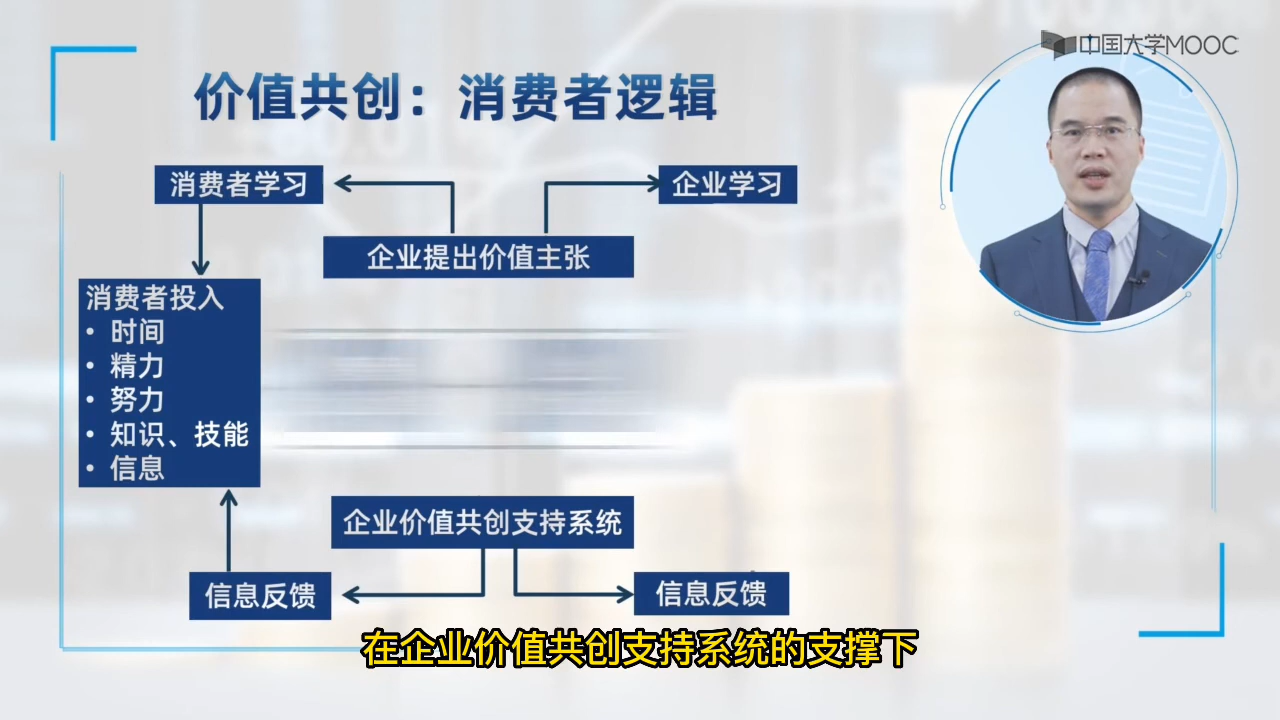 中国大学MOOC
价值共创：消费者逻辑
消费者学习
企业学习
企业提出价值主张
消费者投入
• 时间
• 精力
• 努力
• 知识、技能
• 信息
企业价值共创支持系统
信息反馈
信息反馈
在企业价值共创支持系统的支撑下